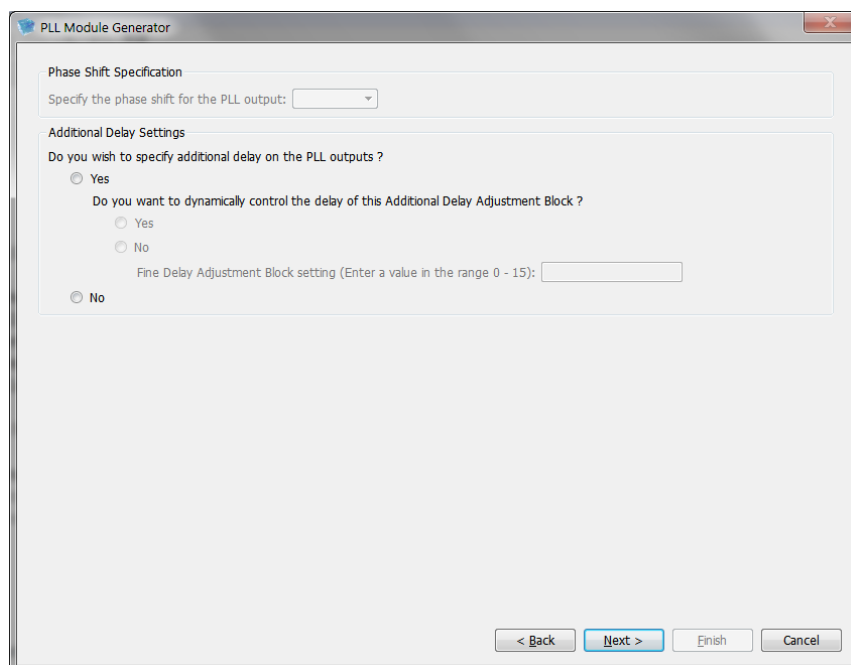 PLL Module Generator
Phase Shift Specification
Specify the phase shift for the PLL output:
Additional Delay Settings
Do you wish to specify additional delay on the PLL outputs ?
Yes
Do you want to dynamically control the delay of this Additional Delay Adjustment Block ?
Yes
No
Fine Delay Adjustment Block setting (Enter a value in the range 0 - 15):
No
< Back Next > Finish Cancel